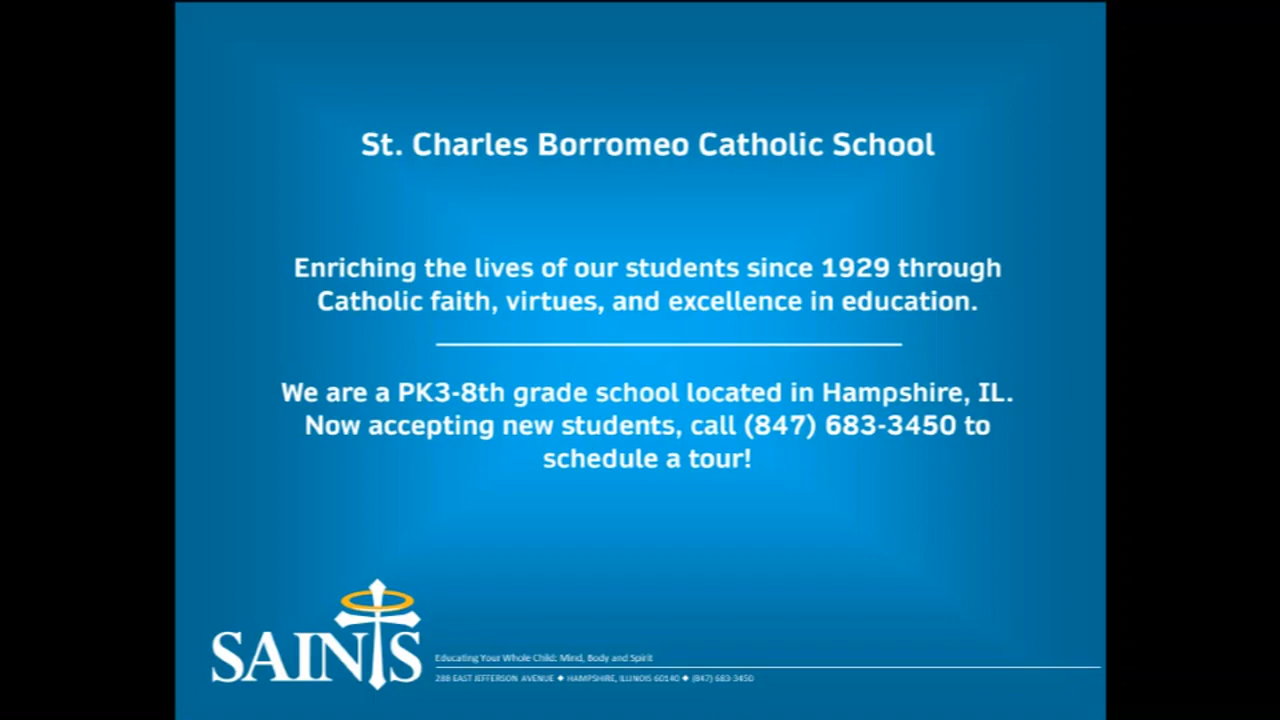 St. Charles Borromeo Catholic School
Enriching the lives of our students since 1929 through
Catholic faith, virtues, and excellence in education.
We are a PK3-8th grade school located in Hampshire, IL.
Now accepting new students, call (847) 683-3450 to
schedule a tour!
SAINTS
Educating Your Whole Child: Mind, Body and Spirit
288 EAST JEFFERSON AVENUE ◆ HAMPSHIRE, ILLINOIS 60140 ◆ (847) 683-3450